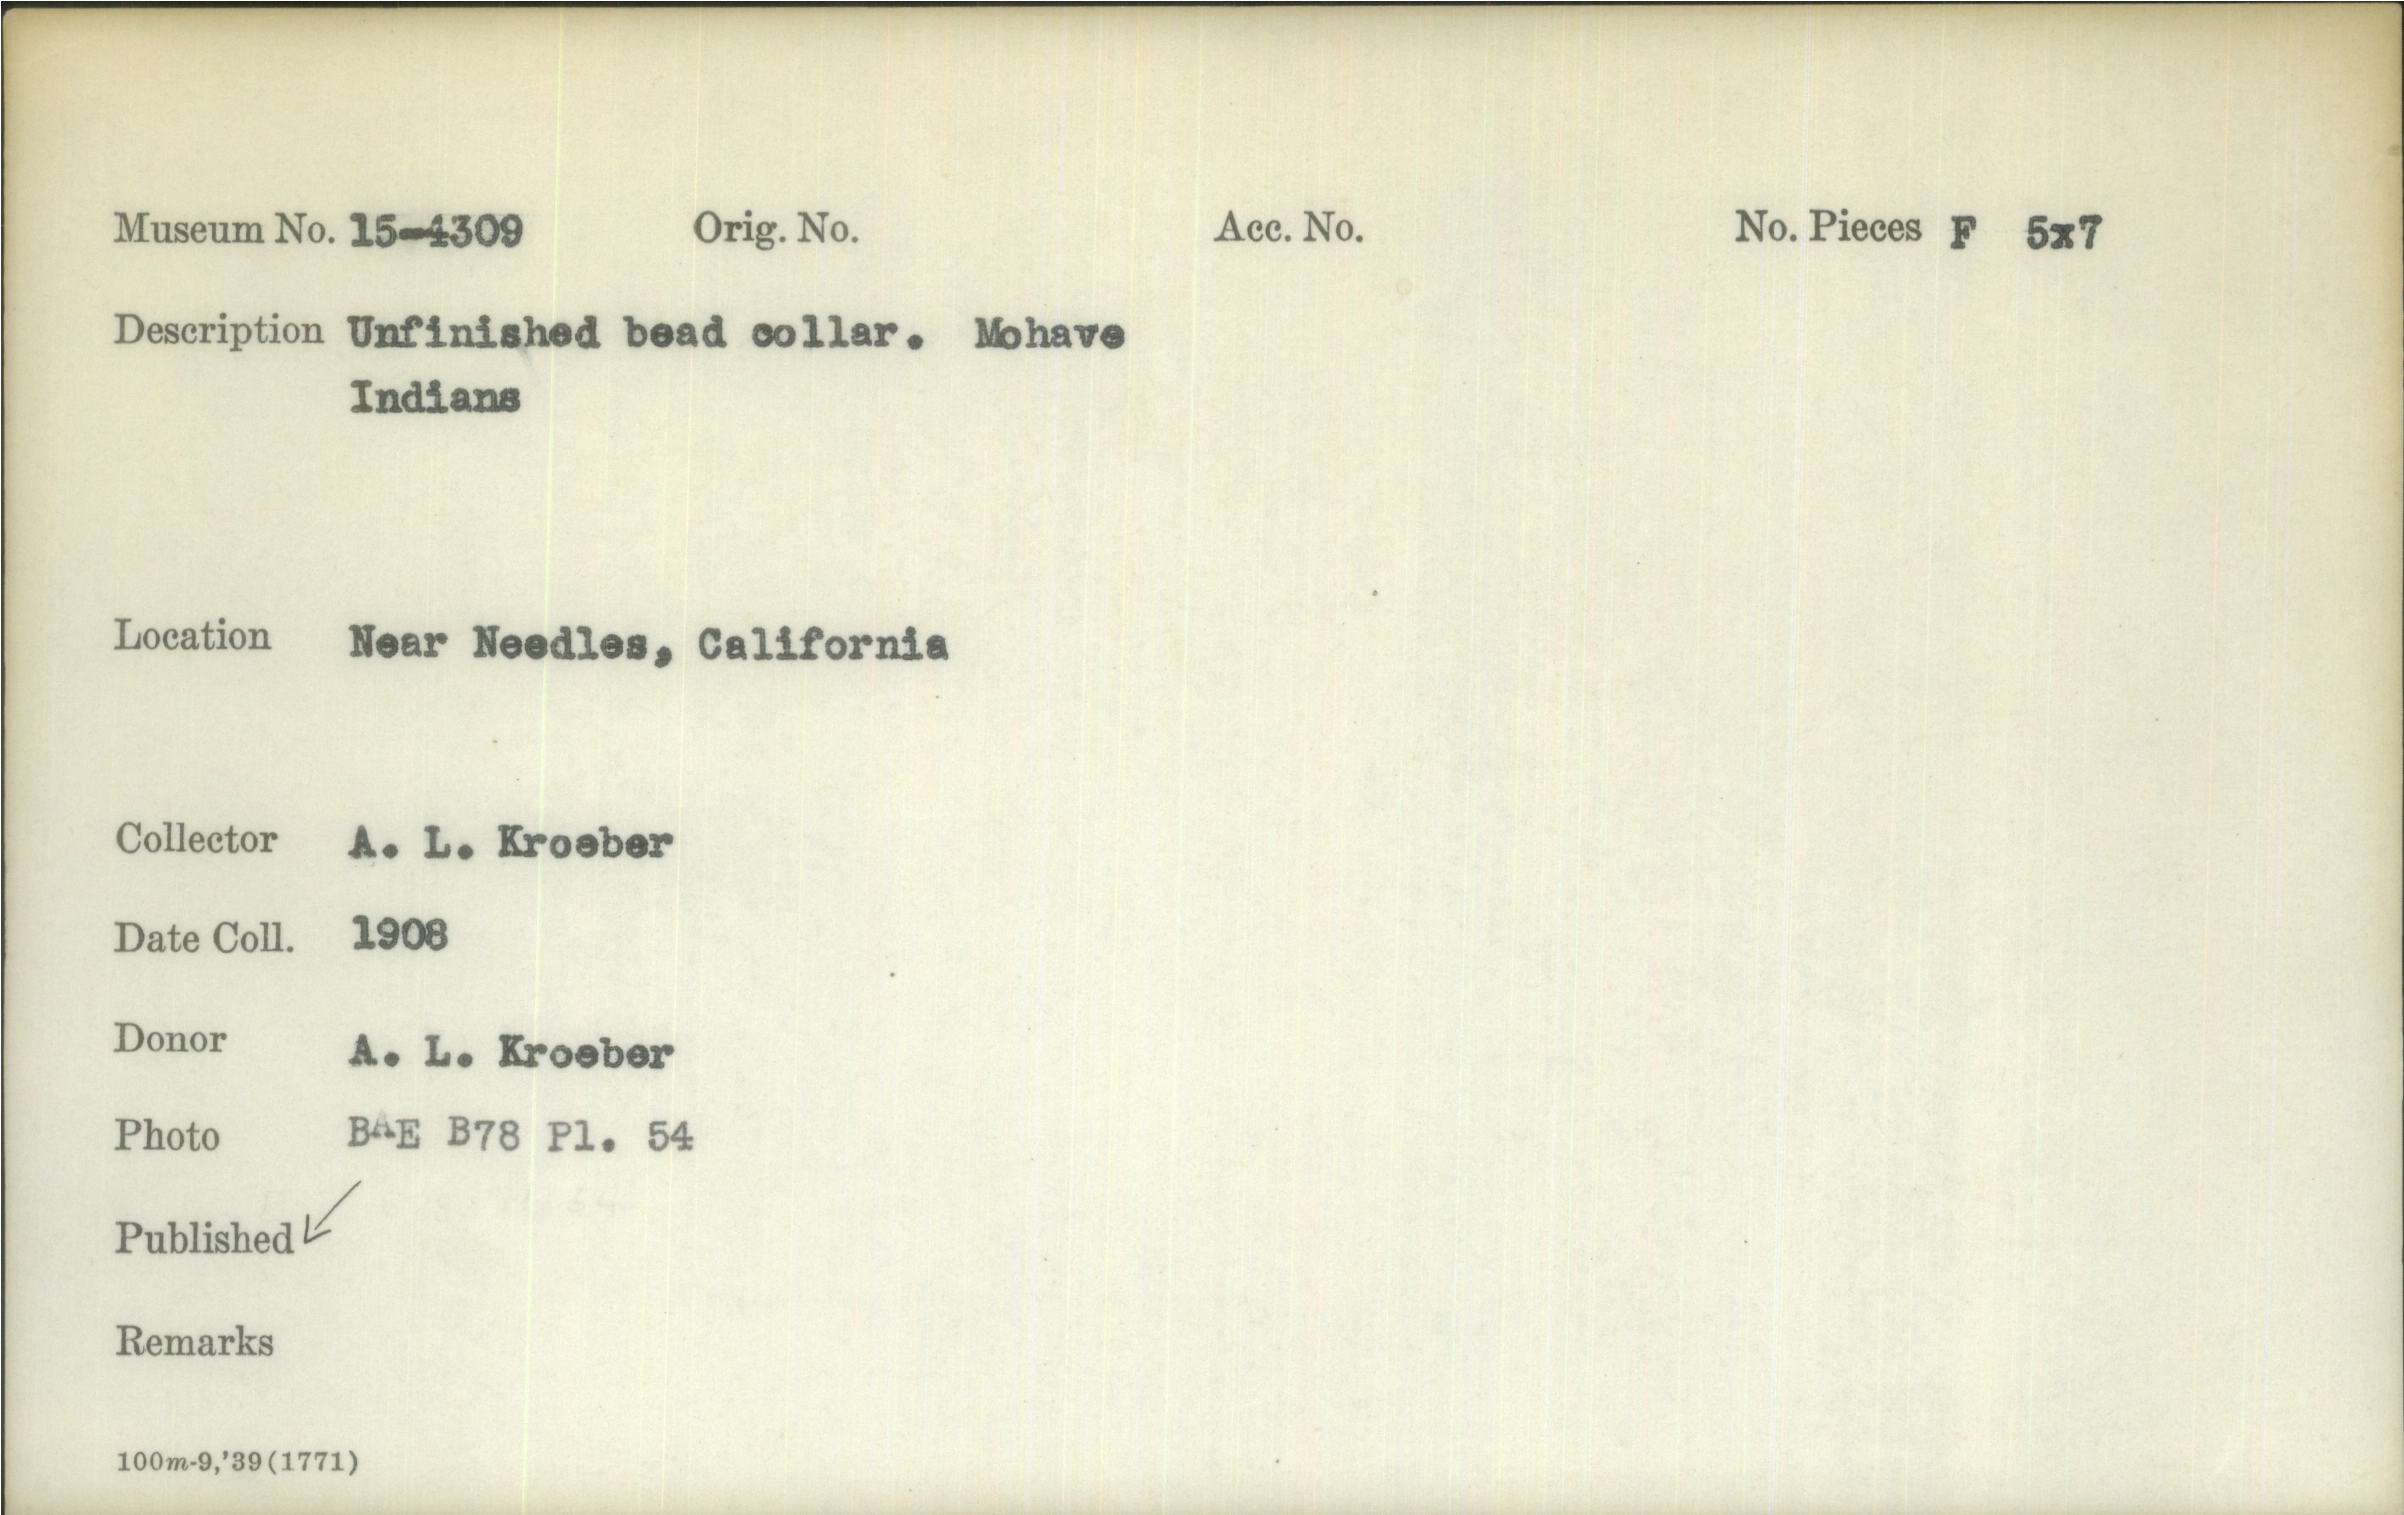 Museum No. 15-4309 Orig. No. Acc. No. No. Pieces F 5x7
Description Unfinished bead collar. Mohave
Indians
Location Near Needles, California
Collector A. L. Kroeber
Date Coll. 1908
Donor A. L. Kroeber
Photo BAE B78 Pl. 54
Published
Remarks
100m-9,'39(1771)